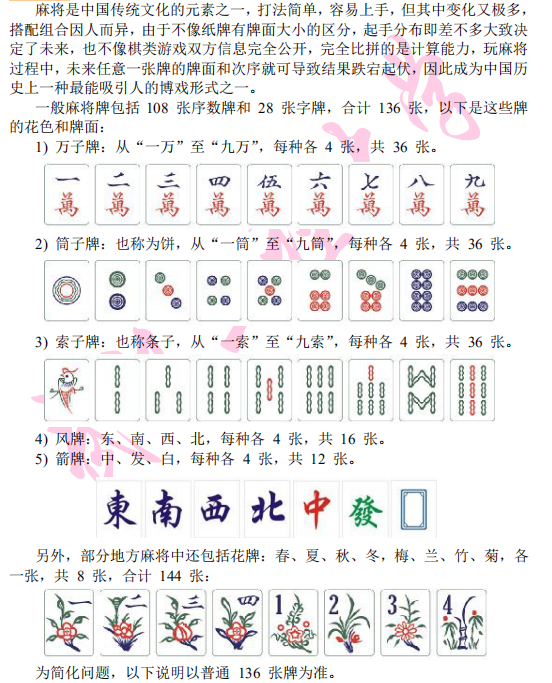 麻将是中国传统文化的元素之一，打法简单，容易上手，但其中变化又极多，
搭配组合因人而异，由于不像纸牌有牌面大小的区分，起手分布即差不多大致决
定了未来，也不像棋类游戏双方信息完全公开，完全比拼的是计算能力，玩麻将
过程中，未来任意一张牌的牌面和次序就可导致结果跌宕起伏，因此成为中国历
史上一种最能吸引人的博戏形式之一。
一般麻将牌包括 108 张序数牌和 28 张字牌，合计 136 张，以下是这些牌
的花色和牌面：
1) 万子牌：从“一万”至“九万”，每种各 4 张，共 36 张。
一 二 三 四 伍 六 七 八 九
萬 萬 萬 萬 萬 萬 萬 萬 萬
2) 筒子牌：也称为饼，从“一筒”至“九筒”，每种各 4 张，共 36 张。
3) 索子牌：也称条子，从“一索”至“九索”，每种各 4 张，共 36 张。
4) 风牌：东、南、西、北，每种各 4 张，共 16 张。
5) 箭牌：中、发、白，每种各 4 张，共 12 张。
東 南 西 北 中 發
另外，部分地方麻将中还包括花牌：春、夏、秋、冬，梅、兰、竹、菊，各
一张，共 8 张，合计 144 张：
一 二 三 四 1 2 3 4
为简化问题，以下说明以普通 136 张牌为准。